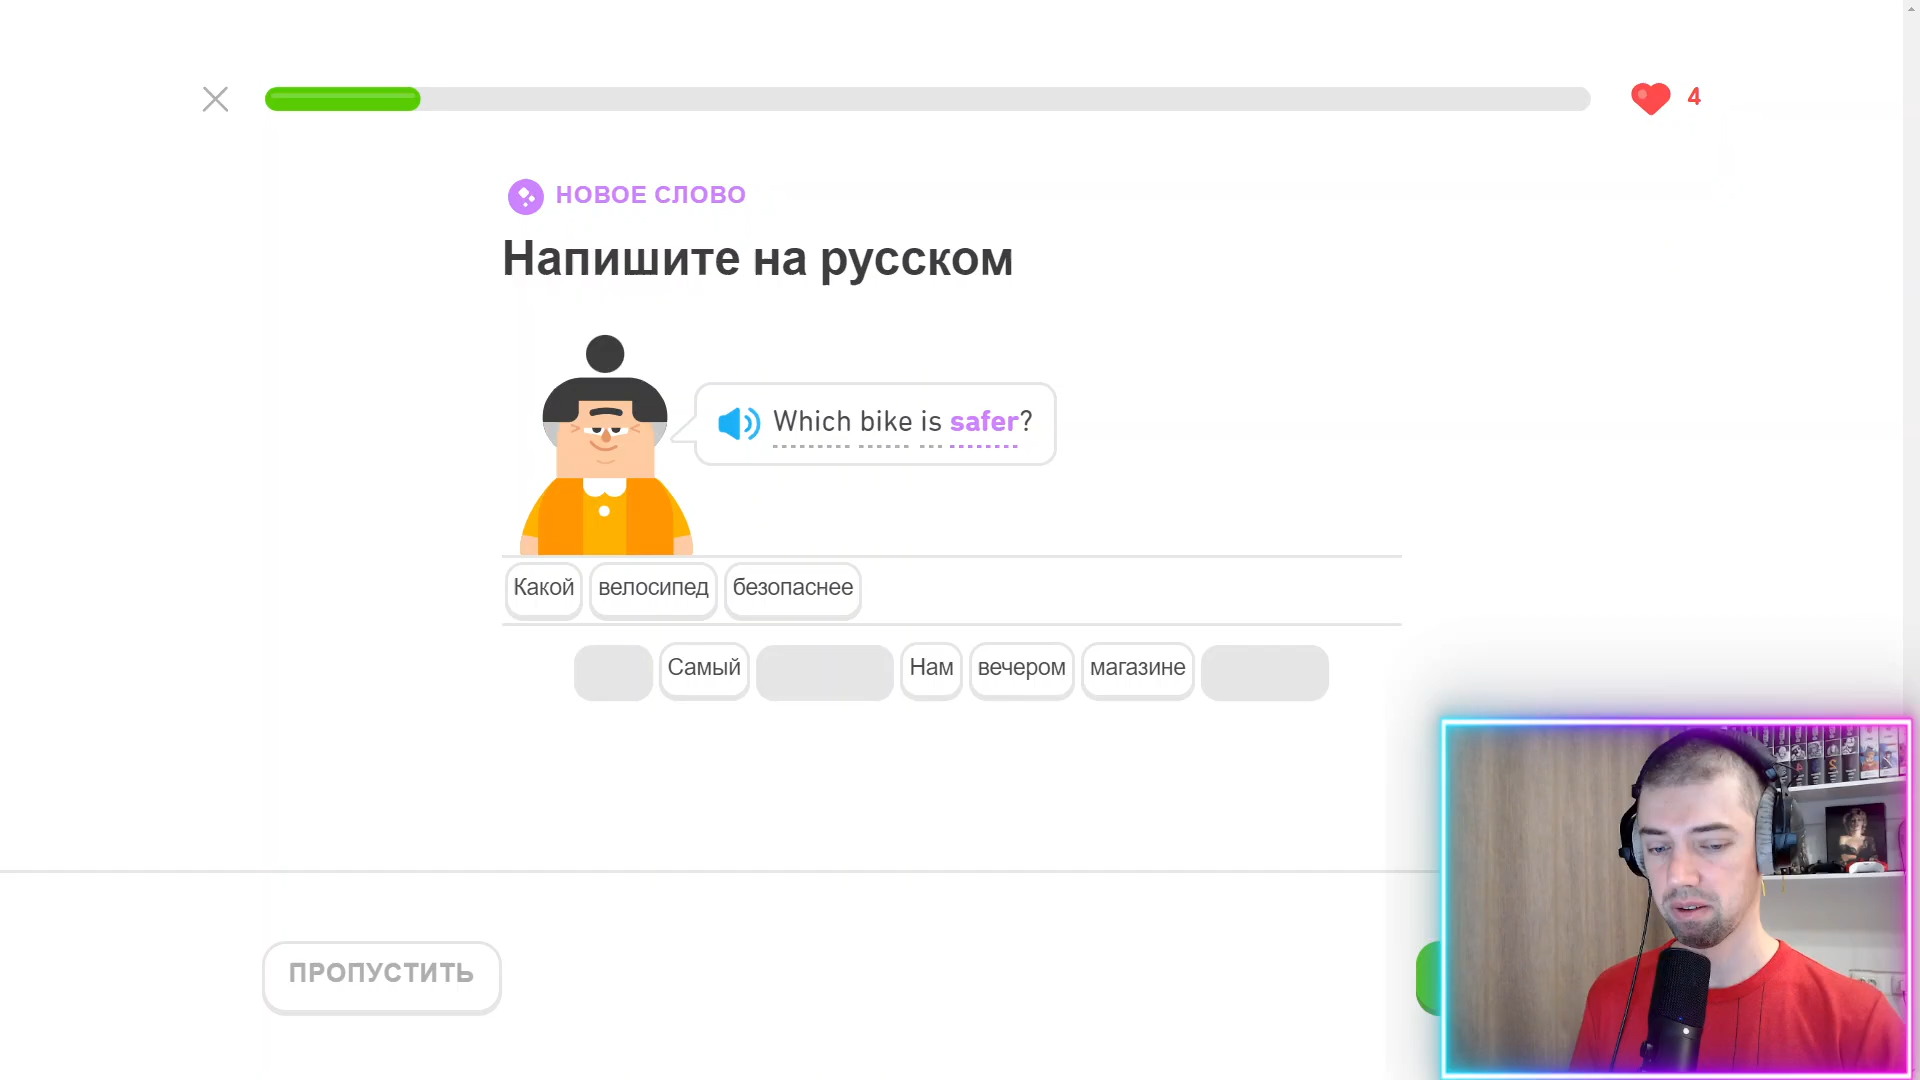 4
НОВОЕ СЛОВО
Напишите на русском
Which bike is safer?
Какой велосипед безопаснее
Самый Нам вечером магазине
ПРОПУСТИТЬ